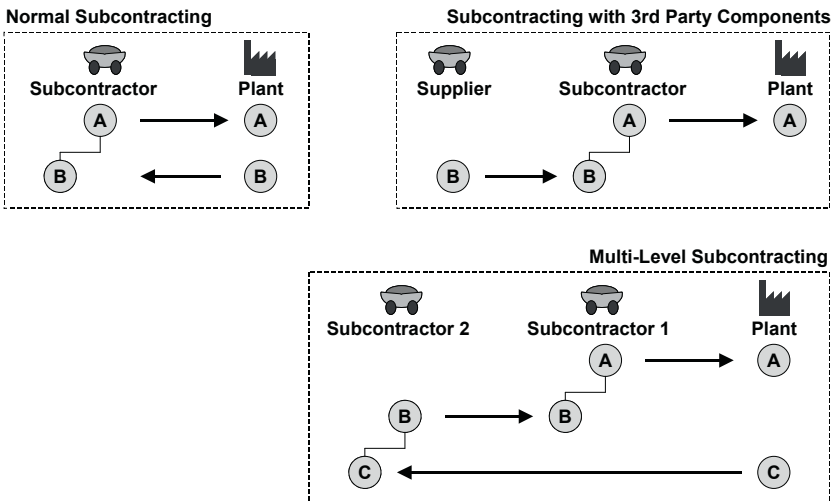 Normal Subcontracting
Subcontractor Plant
A A
B B
Subcontracting with 3rd Party Components
Supplier Subcontractor Plant
A A
B B
Multi-Level Subcontracting
Subcontractor 2 Subcontractor 1 Plant
A A
B B
C C